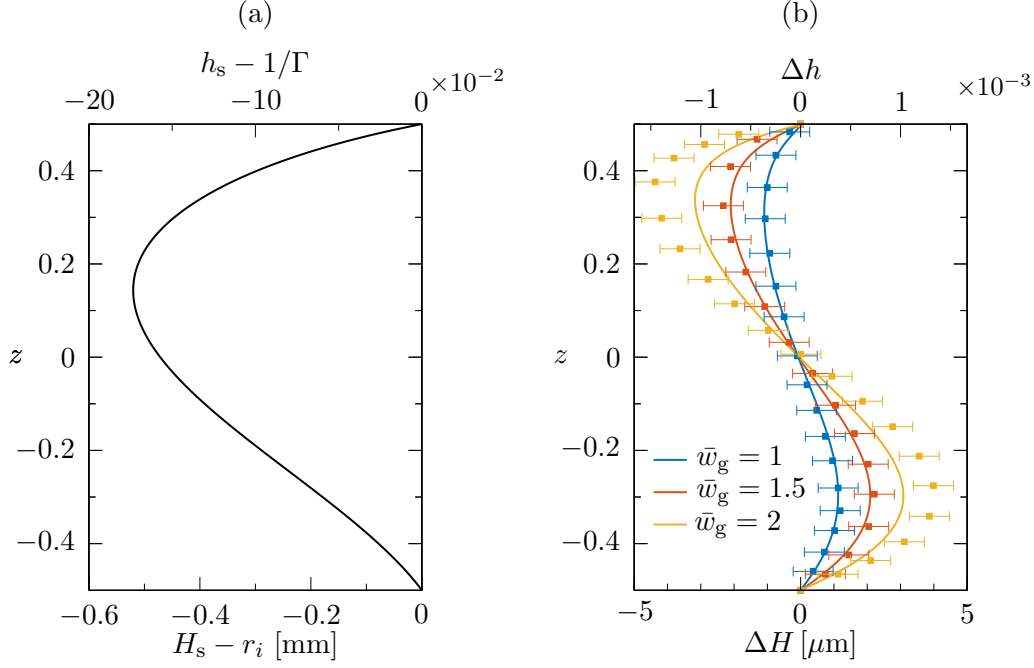 (a)
(b)
h_s − 1/Γ
Δh
−20 −10 0 ×10^−2
−1 0 1 ×10^−3
0.4
0.2
0
−0.2
−0.4
z
−0.6 −0.4 −0.2 0
H_s − r_i [mm]
0.4
0.2
0
−0.2
−0.4
z
w̄_g = 1
w̄_g = 1.5
w̄_g = 2
−5 0 5
ΔH [μm]